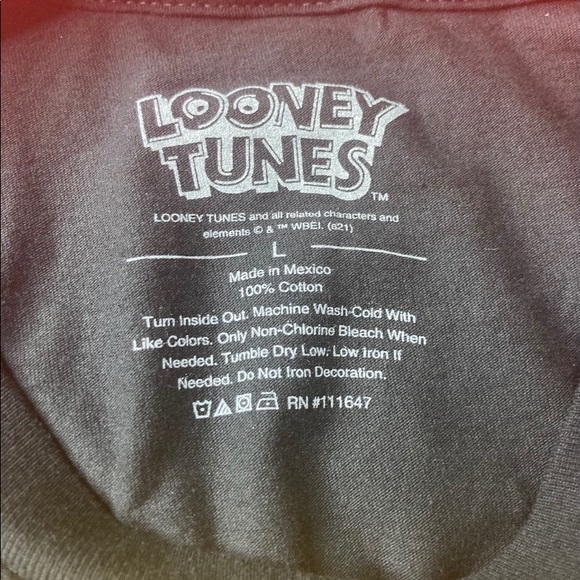 LOONEY
TUNES™
LOONEY TUNES and all related characters and
elements © & ™ WBEI. (s21)
L
Made in Mexico
100% Cotton
Turn Inside Out. Machine Wash-Cold With
Like Colors. Only Non-Chlorine Bleach When
Needed. Tumble Dry Low. Low Iron If
Needed. Do Not Iron Decoration.
RN #111647